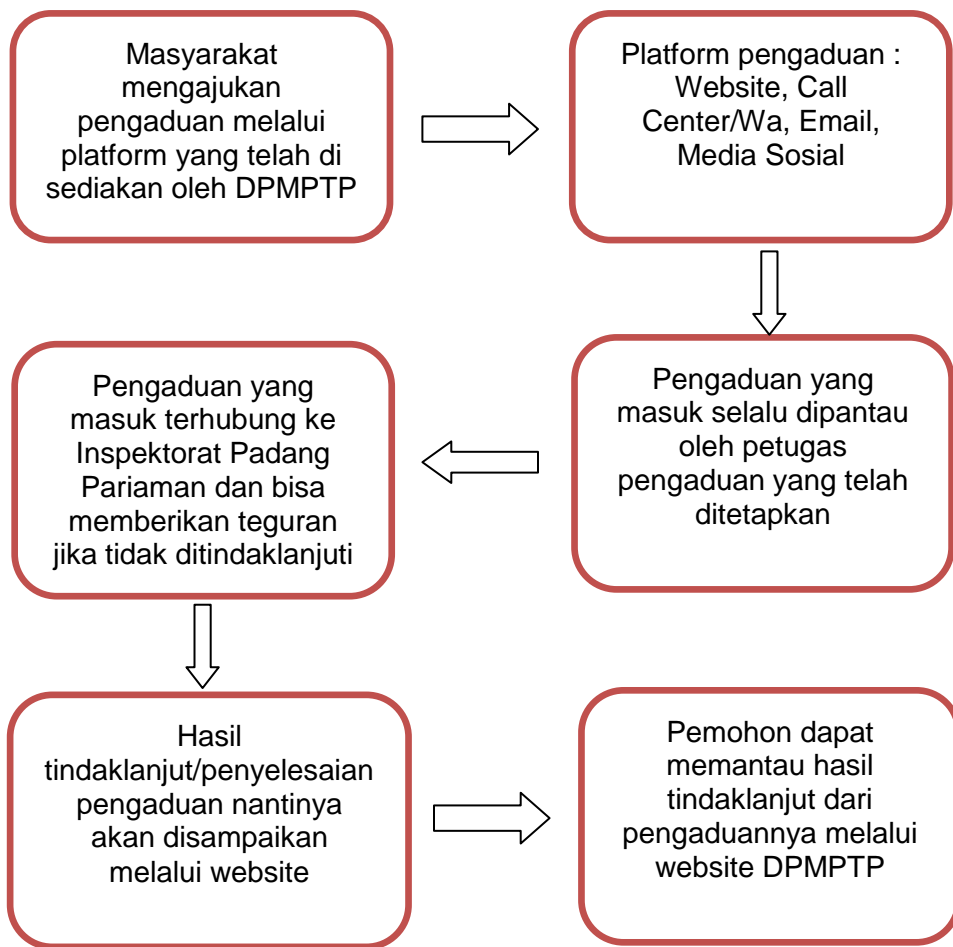 Masyarakat
mengajukan
pengaduan melalui
platform yang telah di
sediakan oleh DPMPTP
Platform pengaduan :
Website, Call
Center/Wa, Email,
Media Sosial
Pengaduan yang
masuk selalu dipantau
oleh petugas
pengaduan yang telah
ditetapkan
Pengaduan yang
masuk terhubung ke
Inspektorat Padang
Pariaman dan bisa
memberikan teguran
jika tidak ditindaklanjuti
Hasil
tindaklanjut/penyelesaian
pengaduan nantinya
akan disampaikan
melalui website
Pemohon dapat
memantau hasil
tindaklanjut dari
pengaduannya melalui
website DPMPTP